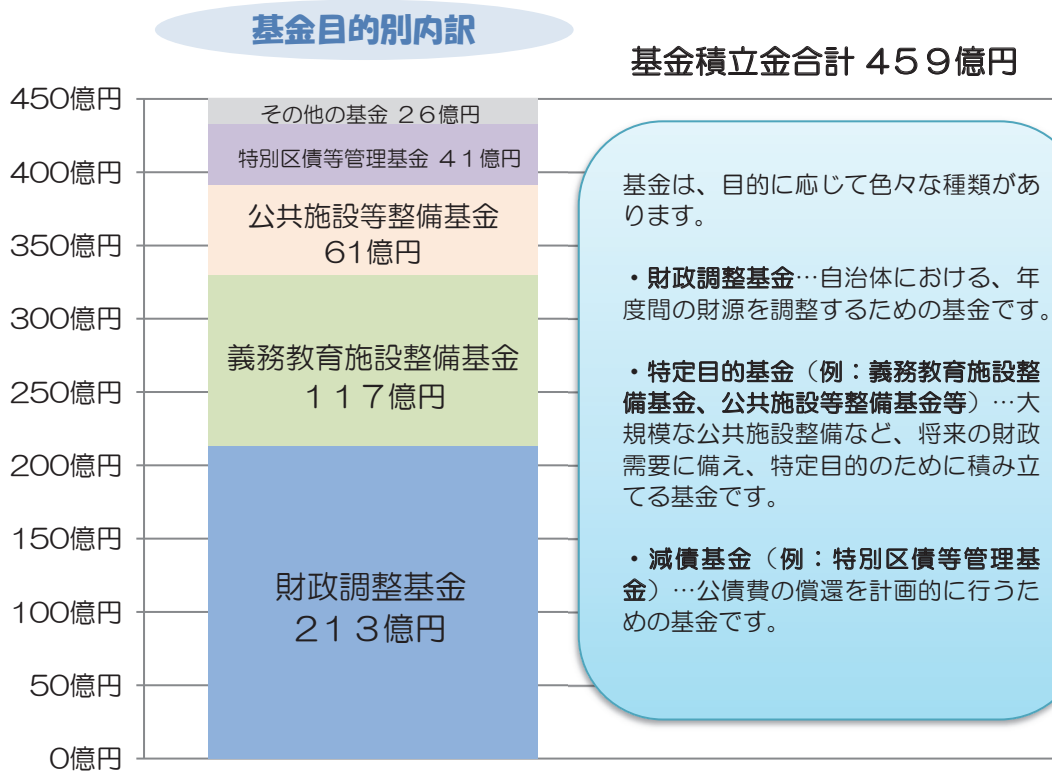 基金目的別内訳
基金積立金合計 459億円
450億円
400億円
350億円
300億円
250億円
200億円
150億円
100億円
50億円
0億円
その他の基金 26億円
特別区債等管理基金 41億円
公共施設等整備基金
61億円
義務教育施設整備基金
117億円
財政調整基金
213億円
基金は、目的に応じて色々な種類があ
ります。
・財政調整基金…自治体における、年
度間の財源を調整するための基金です。
・特定目的基金(例:義務教育施設整
備基金、公共施設等整備基金等)…大
規模な公共施設整備など、将来の財政
需要に備え、特定目的のために積み立
てる基金です。
・減債基金(例:特別区債等管理基
金)…公債費の償還を計画的に行うた
めの基金です。